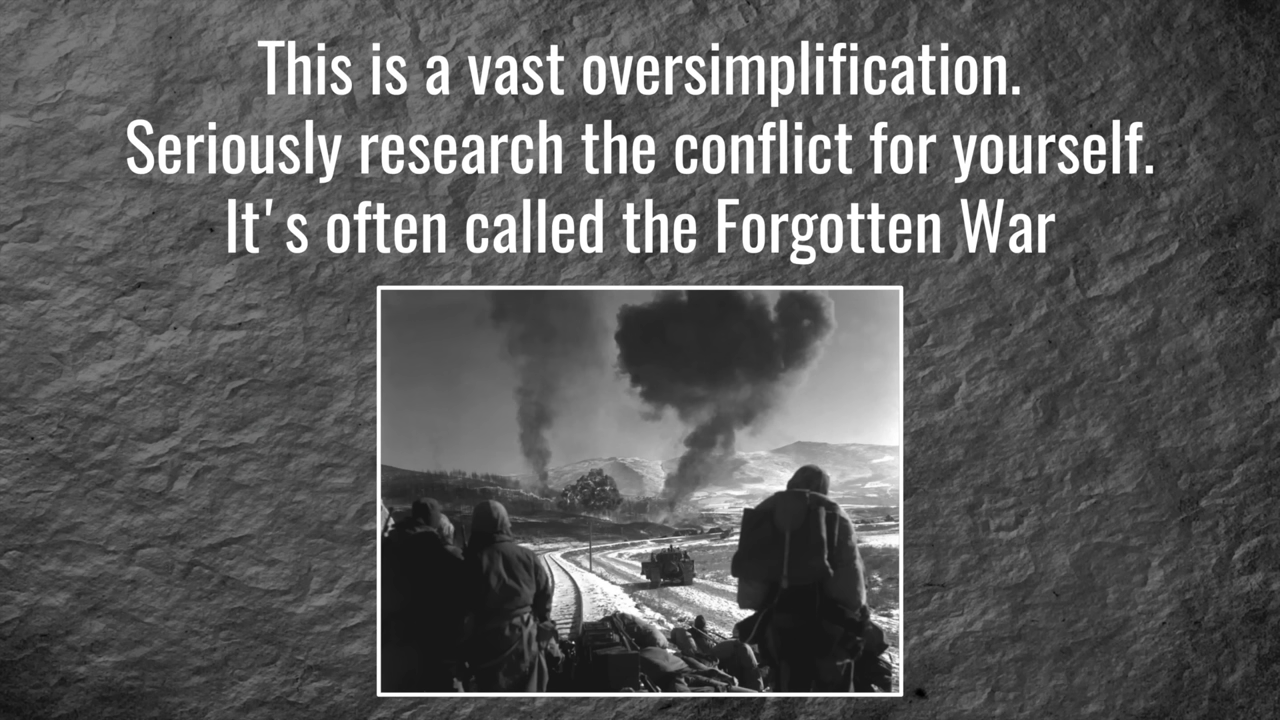 This is a vast oversimplification.
Seriously research the conflict for yourself.
It's often called the Forgotten War